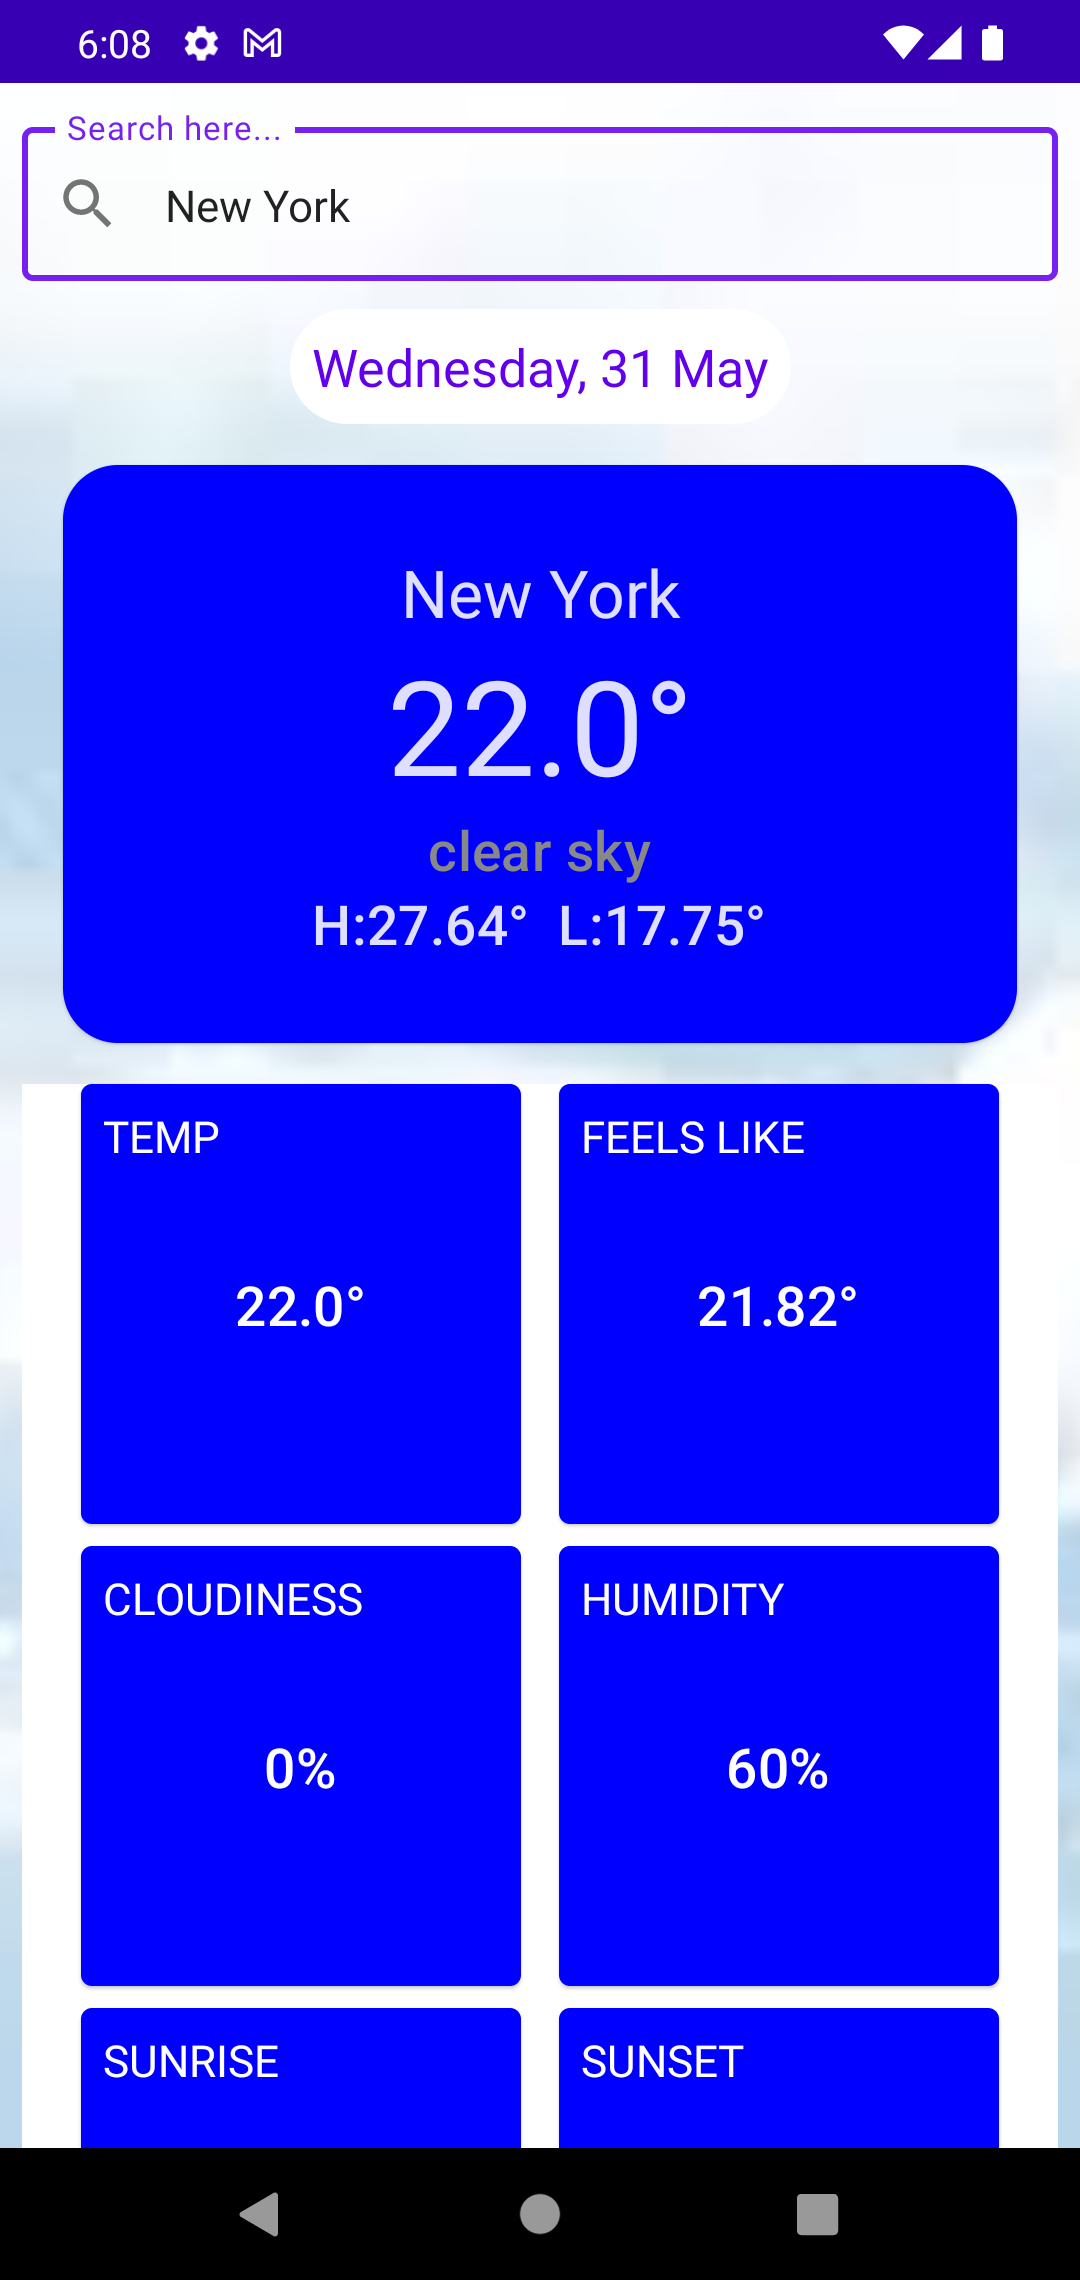 6:08
Search here...
New York
Wednesday, 31 May
New York
22.0°
clear sky
H:27.64° L:17.75°
TEMP
FEELS LIKE
22.0°
21.82°
CLOUDINESS
HUMIDITY
0%
60%
SUNRISE
SUNSET